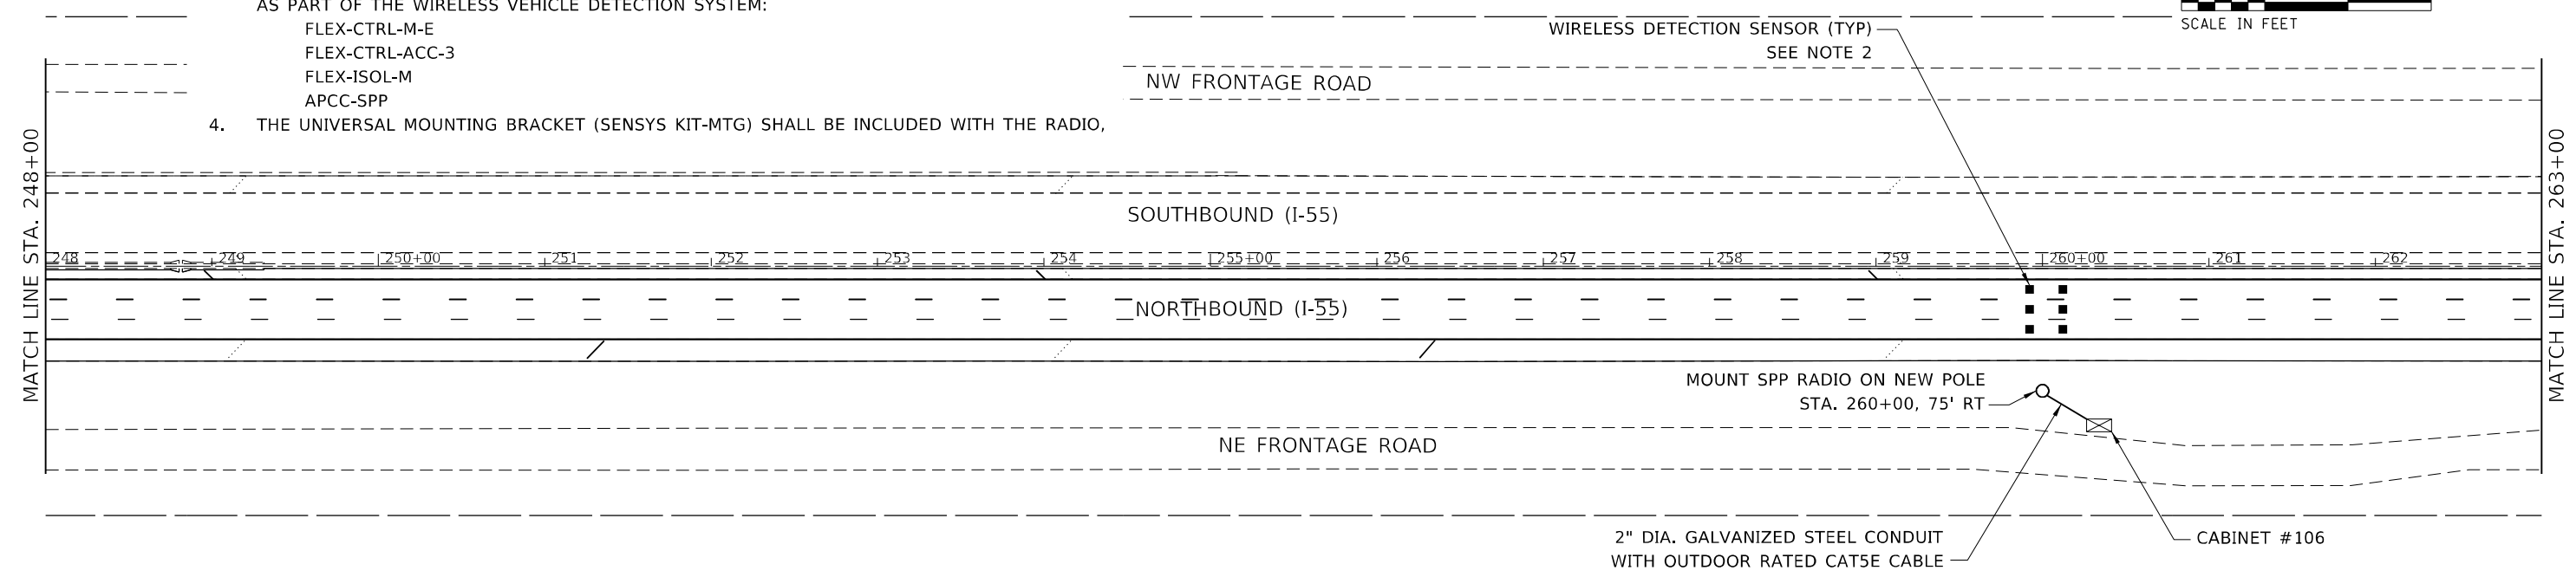 AS PART OF THE WIRELESS VEHICLE DETECTION SYSTEM:
FLEX-CTRL-M-E
FLEX-CTRL-ACC-3
FLEX-ISOL-M
APCC-SPP
4. THE UNIVERSAL MOUNTING BRACKET (SENSYS KIT-MTG) SHALL BE INCLUDED WITH THE RADIO,
SCALE IN FEET
WIRELESS DETECTION SENSOR (TYP)
SEE NOTE 2
NW FRONTAGE ROAD
MATCH LINE STA. 248+00
MATCH LINE STA. 263+00
SOUTHBOUND (I-55)
248 249 250+00 251 252 253 254 255+00 256 257 258 259 260+00 261 262
NORTHBOUND (I-55)
MOUNT SPP RADIO ON NEW POLE
STA. 260+00, 75' RT
NE FRONTAGE ROAD
2" DIA. GALVANIZED STEEL CONDUIT
WITH OUTDOOR RATED CAT5E CABLE
CABINET #106